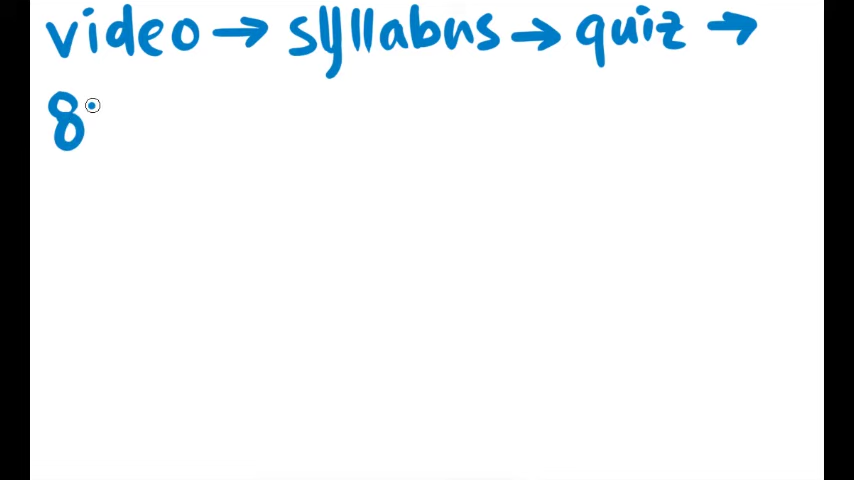 video → syllabus → quiz →
8